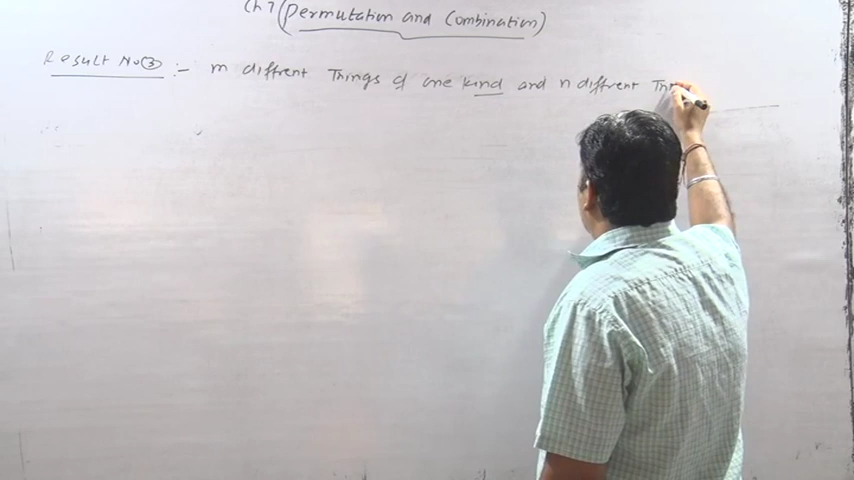 Ch 7 (Permutation and Combination)
Result No ③ :- m diffrent Things of one kind and n diffrent Thi